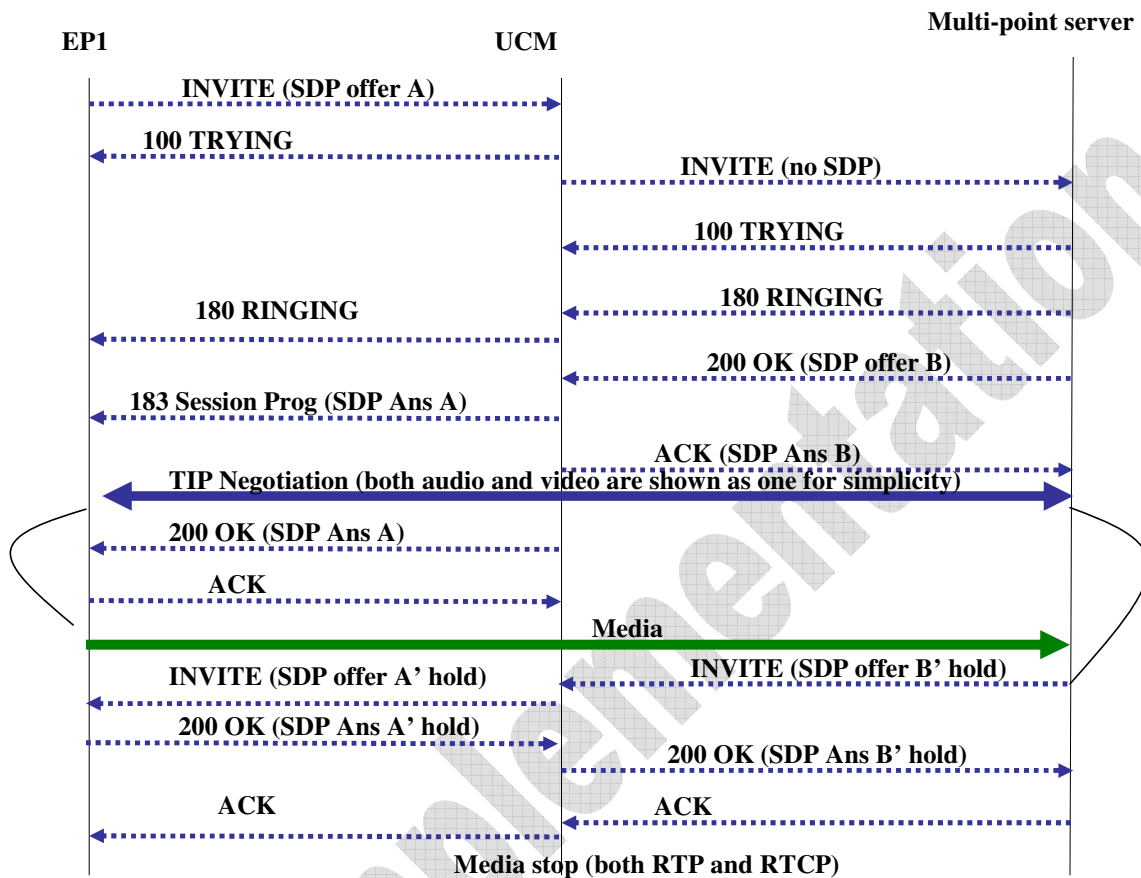 Multi-point server
EP1
UCM
INVITE (SDP offer A)
100 TRYING
INVITE (no SDP)
100 TRYING
180 RINGING
180 RINGING
200 OK (SDP offer B)
183 Session Prog (SDP Ans A)
ACK (SDP Ans B)
TIP Negotiation (both audio and video are shown as one for simplicity)
200 OK (SDP Ans A)
ACK
Media
INVITE (SDP offer B’ hold)
INVITE (SDP offer A’ hold)
200 OK (SDP Ans A’ hold)
200 OK (SDP Ans B’ hold)
ACK
ACK
Media stop (both RTP and RTCP)
plementation